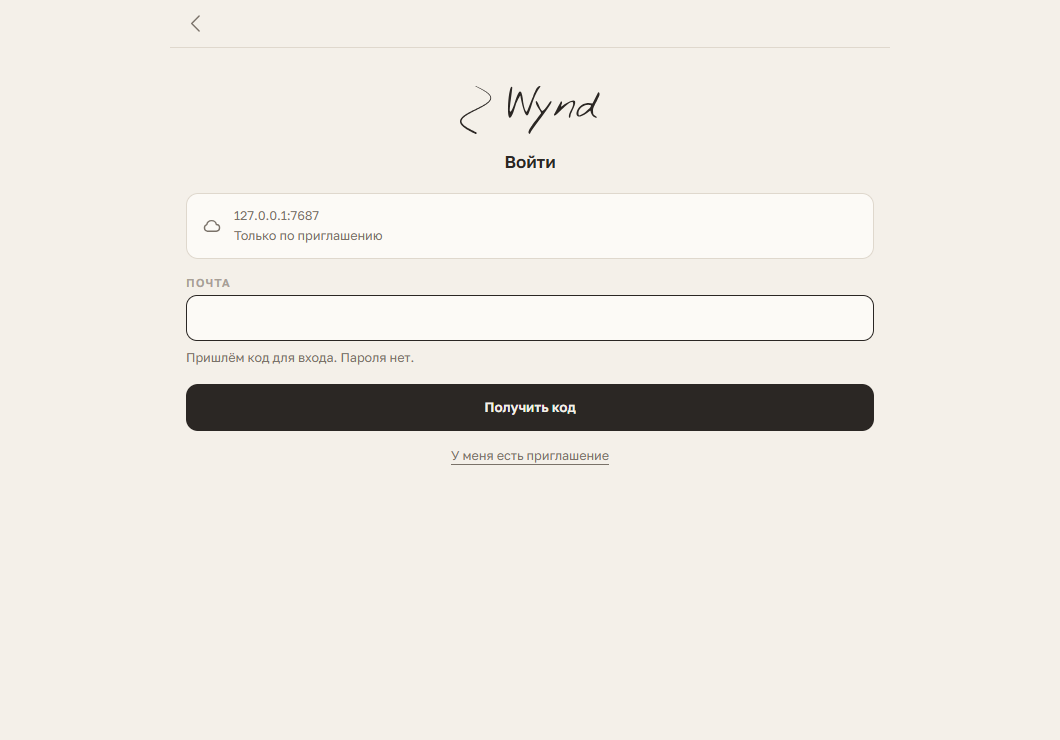 Wynd
Войти
127.0.0.1:7687
Только по приглашению
ПОЧТА
Пришлём код для входа. Пароля нет.
Получить код
У меня есть приглашение